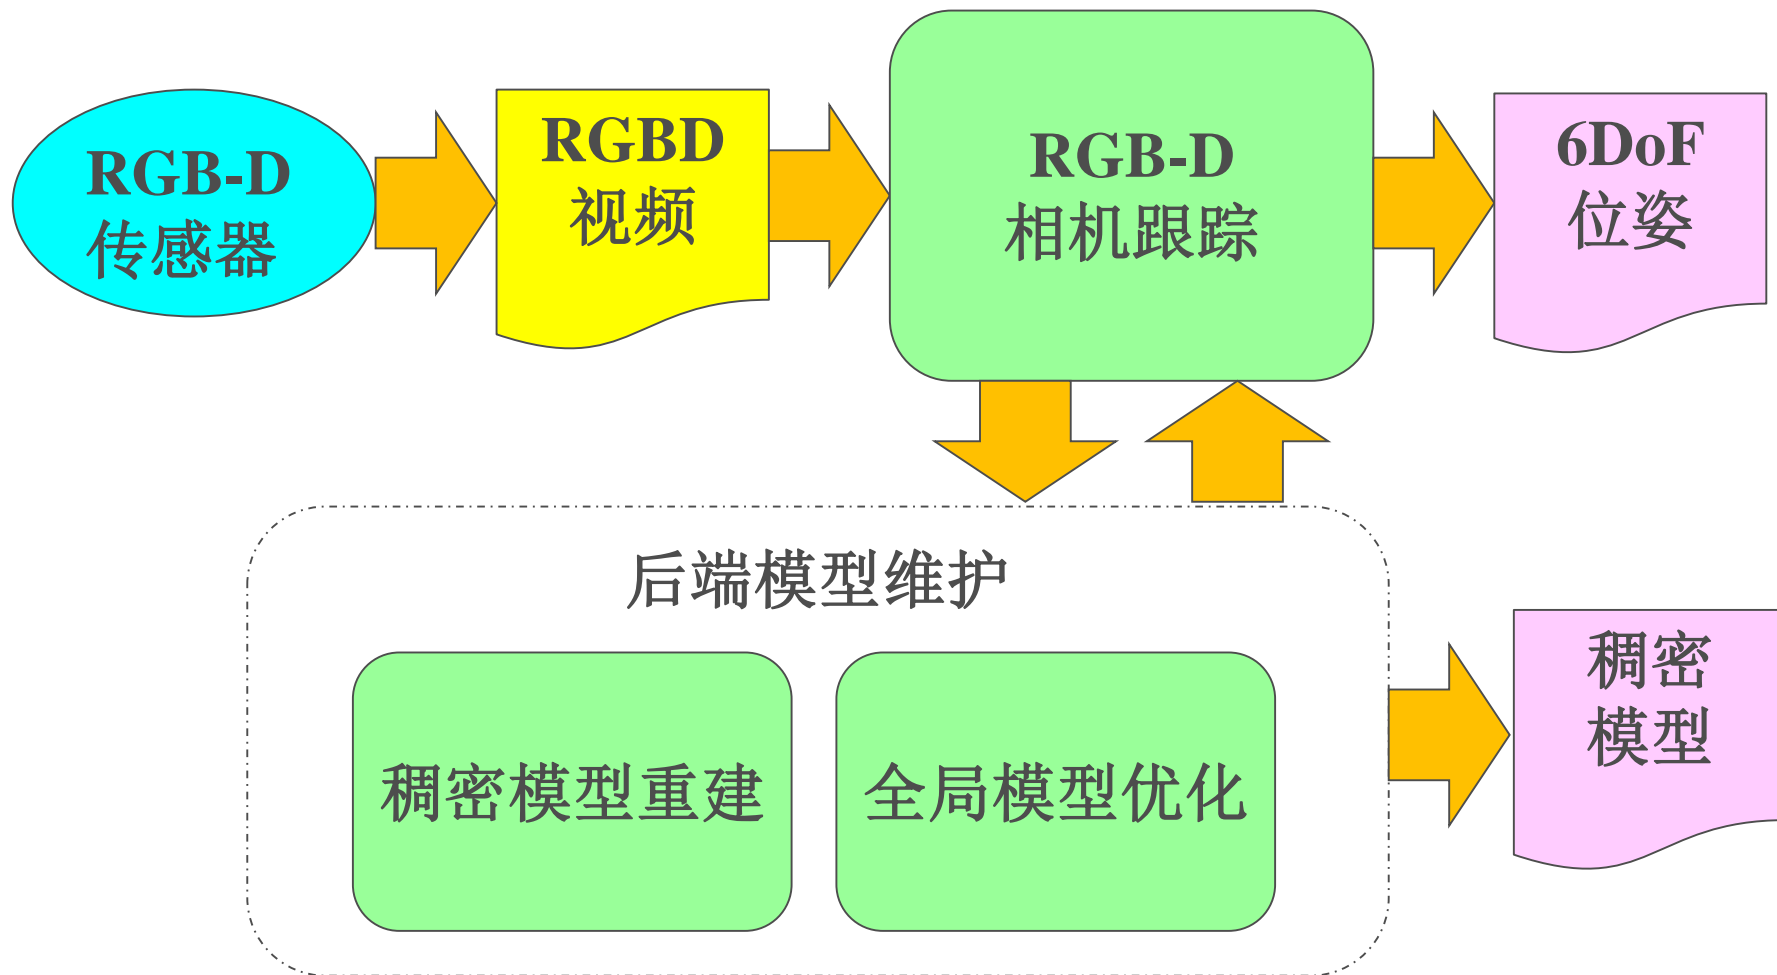 RGB-D
传感器
RGBD
视频
RGB-D
相机跟踪
6DoF
位姿
后端模型维护
稠密模型重建
全局模型优化
稠密
模型